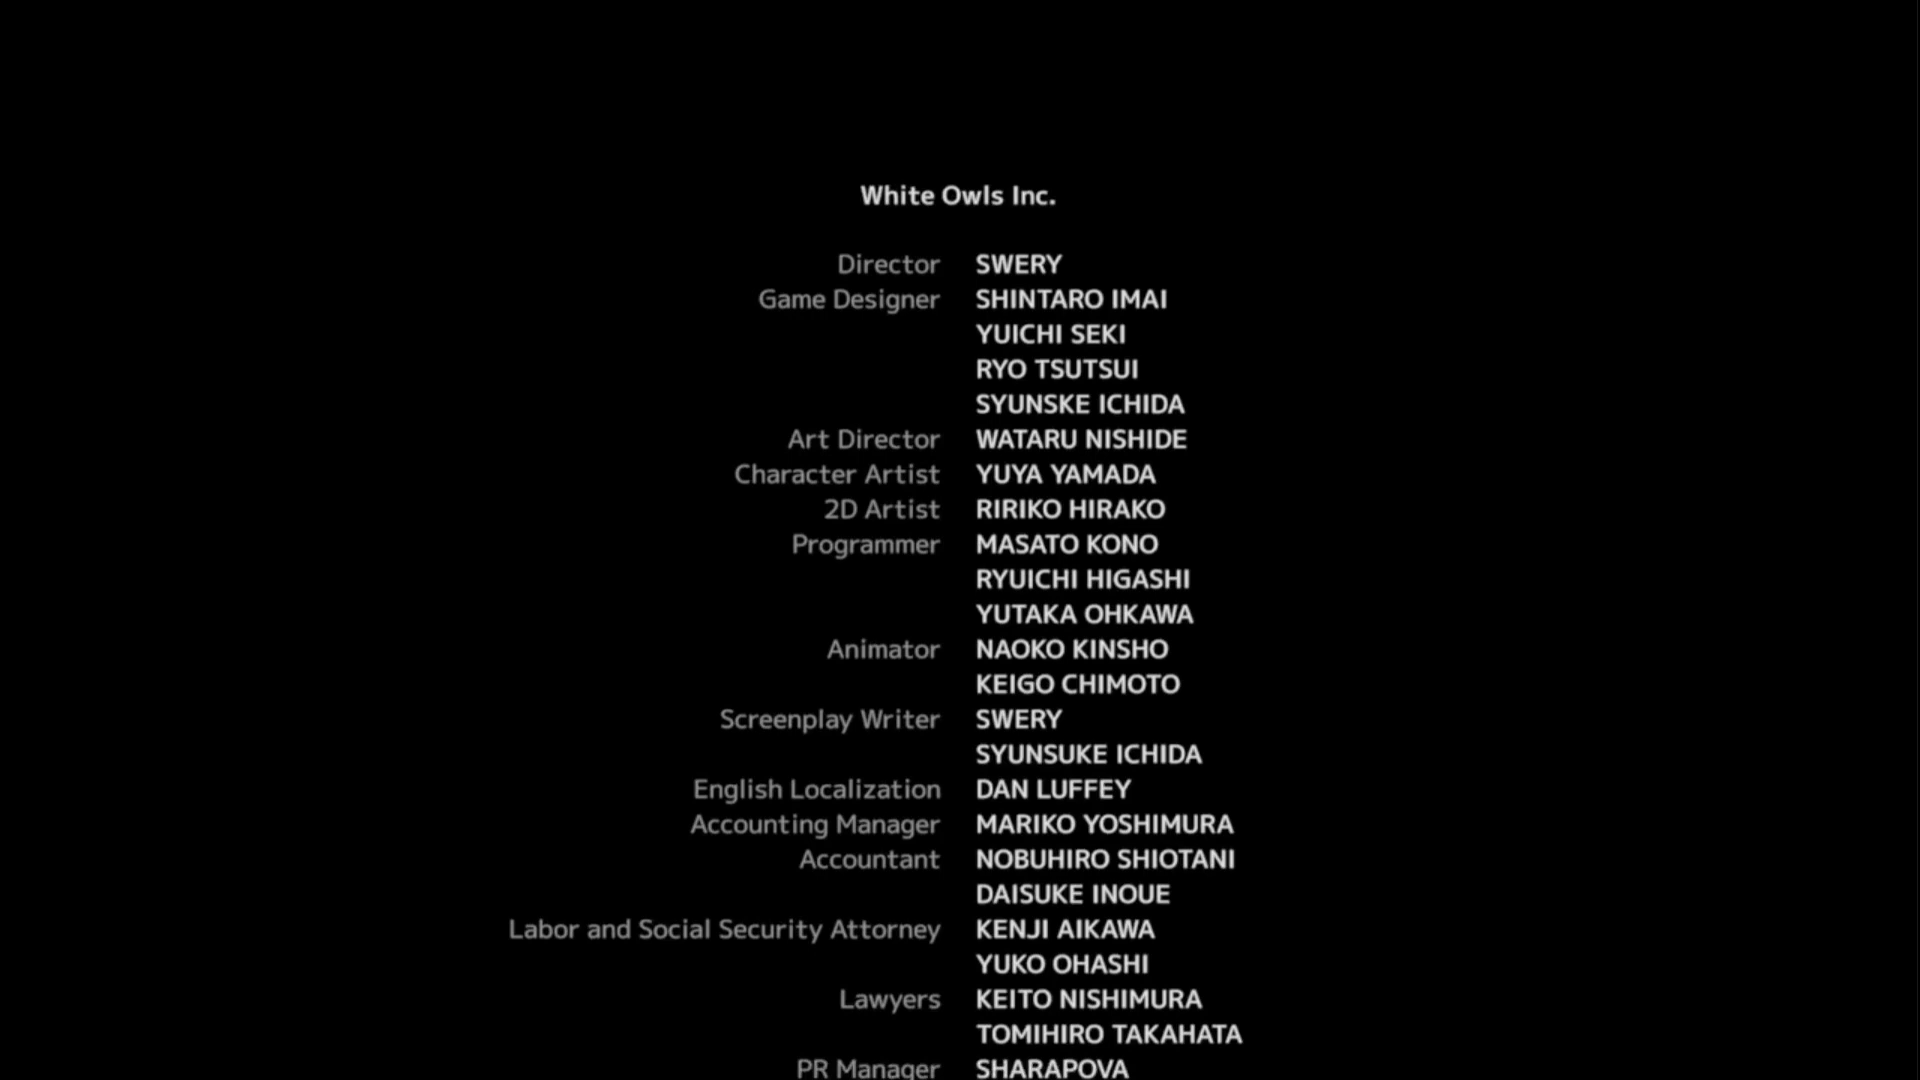 White Owls Inc.
Director SWERY
Game Designer SHINTARO IMAI
YUICHI SEKI
RYO TSUTSUI
SYUNSKE ICHIDA
Art Director WATARU NISHIDE
Character Artist YUYA YAMADA
2D Artist RIRIKO HIRAKO
Programmer MASATO KONO
RYUICHI HIGASHI
YUTAKA OHKAWA
Animator NAOKO KINSHO
KEIGO CHIMOTO
Screenplay Writer SWERY
SYUNSUKE ICHIDA
English Localization DAN LUFFEY
Accounting Manager MARIKO YOSHIMURA
Accountant NOBUHIRO SHIOTANI
DAISUKE INOUE
Labor and Social Security Attorney KENJI AIKAWA
YUKO OHASHI
Lawyers KEITO NISHIMURA
TOMIHIRO TAKAHATA
PR Manager SHARAPOVA